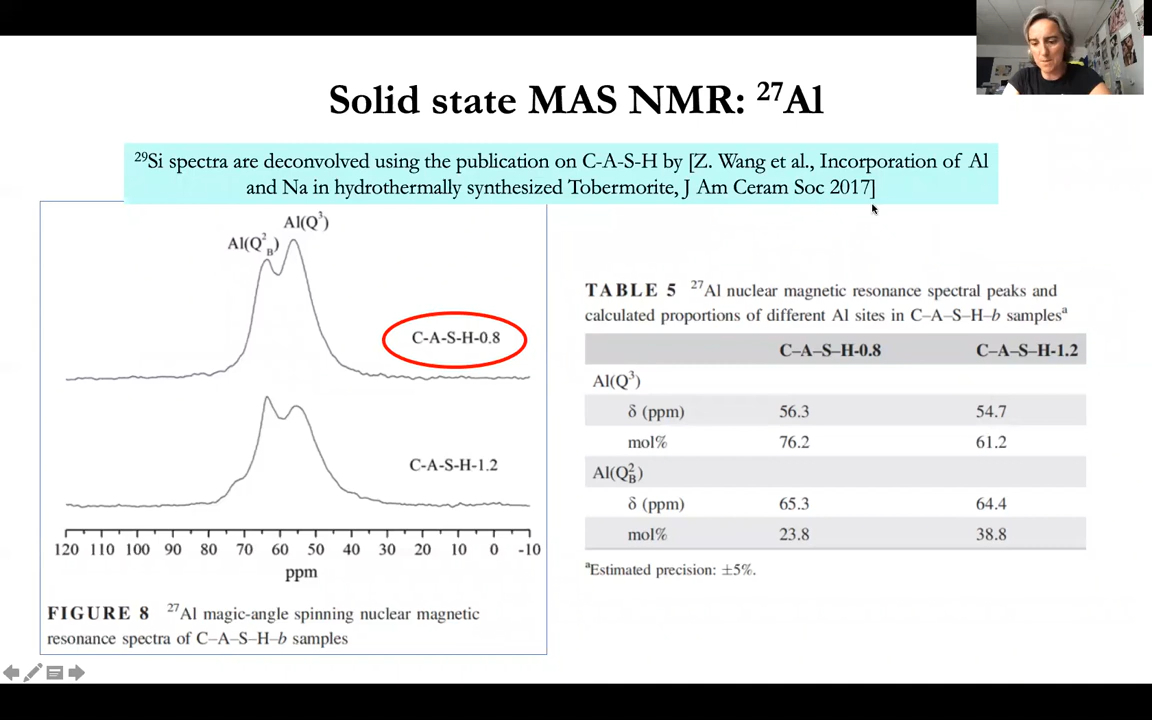 Solid state MAS NMR: ²⁷Al
²⁹Si spectra are deconvolved using the publication on C-A-S-H by [Z. Wang et al., Incorporation of Al
and Na in hydrothermally synthesized Tobermorite, J Am Ceram Soc 2017]
Al(Q³)
Al(Q²_B)
C-A-S-H-0.8
C-A-S-H-1.2
120 110 100 90 80 70 60 50 40 30 20 10 0 -10
ppm
FIGURE 8 ²⁷Al magic-angle spinning nuclear magnetic
resonance spectra of C–A–S–H-b samples
TABLE 5 ²⁷Al nuclear magnetic resonance spectral peaks and
calculated proportions of different Al sites in C–A–S–H-b samplesᵃ
C–A–S–H-0.8 C–A–S–H-1.2
Al(Q³)
δ (ppm) 56.3 54.7
mol% 76.2 61.2
Al(Q²_B)
δ (ppm) 65.3 64.4
mol% 23.8 38.8
ᵃEstimated precision: ±5%.